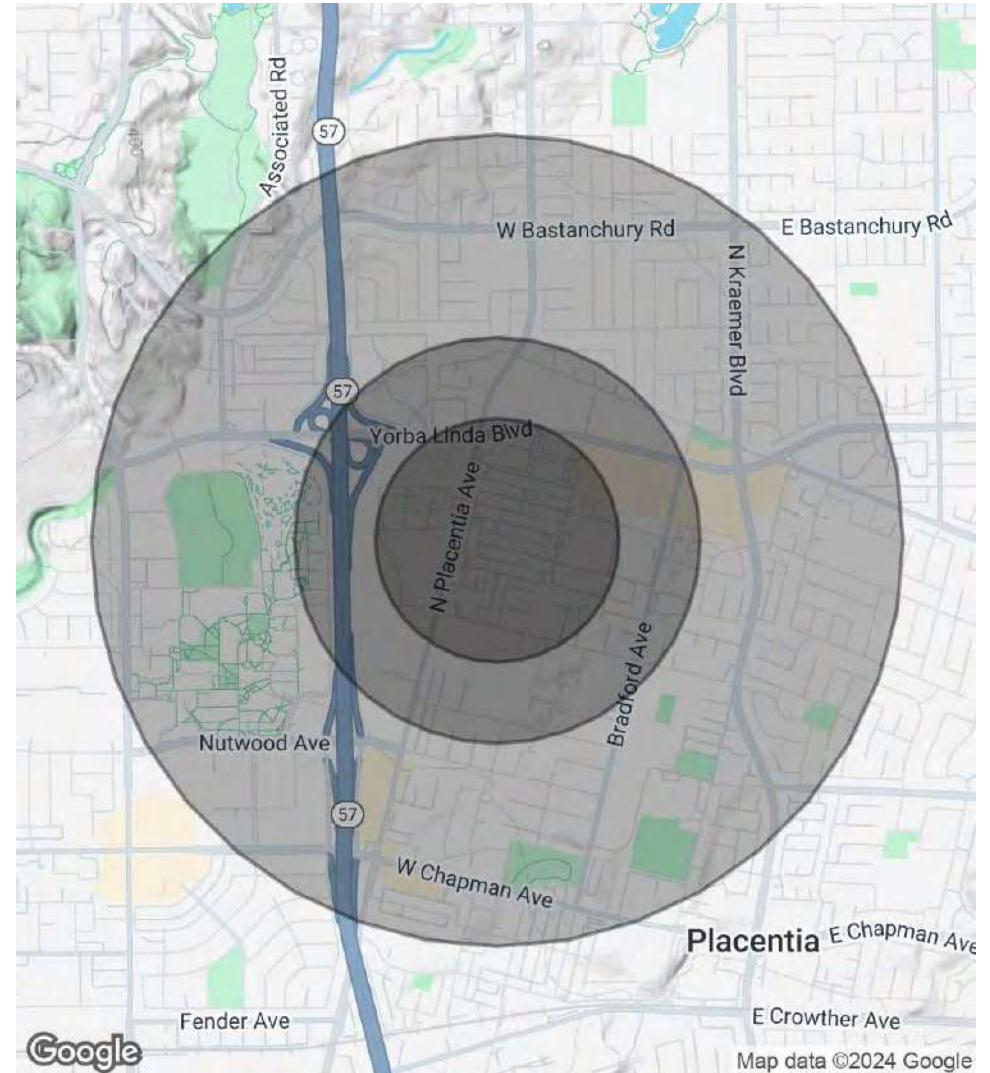 Associated Rd
57
W Bastanchury Rd
E Bastanchury Rd
N Kraemer Blvd
57
Yorba Linda Blvd
N Placentia Ave
Bradford Ave
Nutwood Ave
57
W Chapman Ave
Placentia
E Chapman Ave
Fender Ave
E Crowther Ave
Google
Map data ©2024 Google